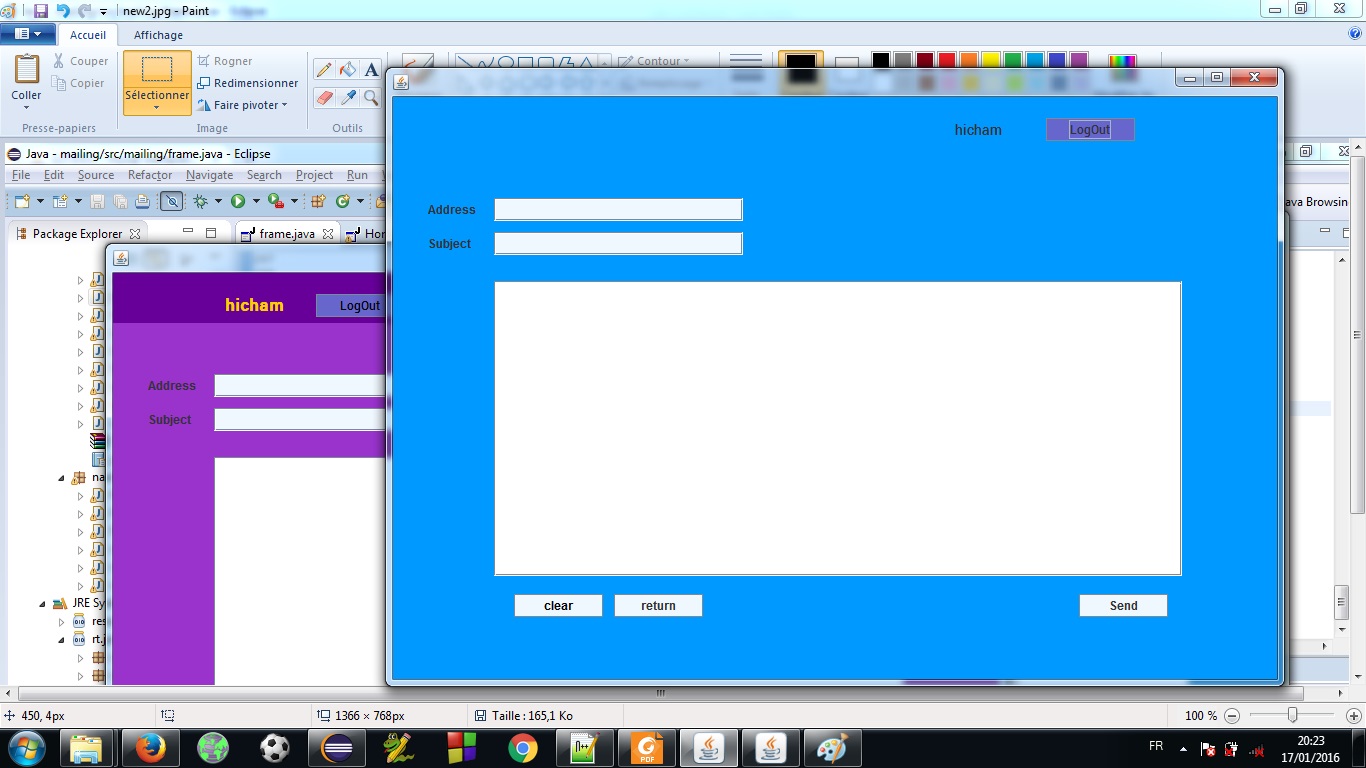 new2.jpg - Paint
Accueil Affichage
Coller
Couper
Copier
Presse-papiers
Sélectionner
Rogner
Redimensionner
Faire pivoter
Image
A
Outils
Contour
Java - mailing/src/mailing/frame.java - Eclipse
File Edit Source Refactor Navigate Search Project Run
Package Explorer
frame.java
Hor
ava Browsin
hicham LogOut
Address
Subject
hicham LogOut
Address
Subject
clear return Send
na
JRE Sy
res
rt.j
450, 4px
1366 × 768px
Taille : 165,1 Ko
100 %
PDF
FR
20:23
17/01/2016